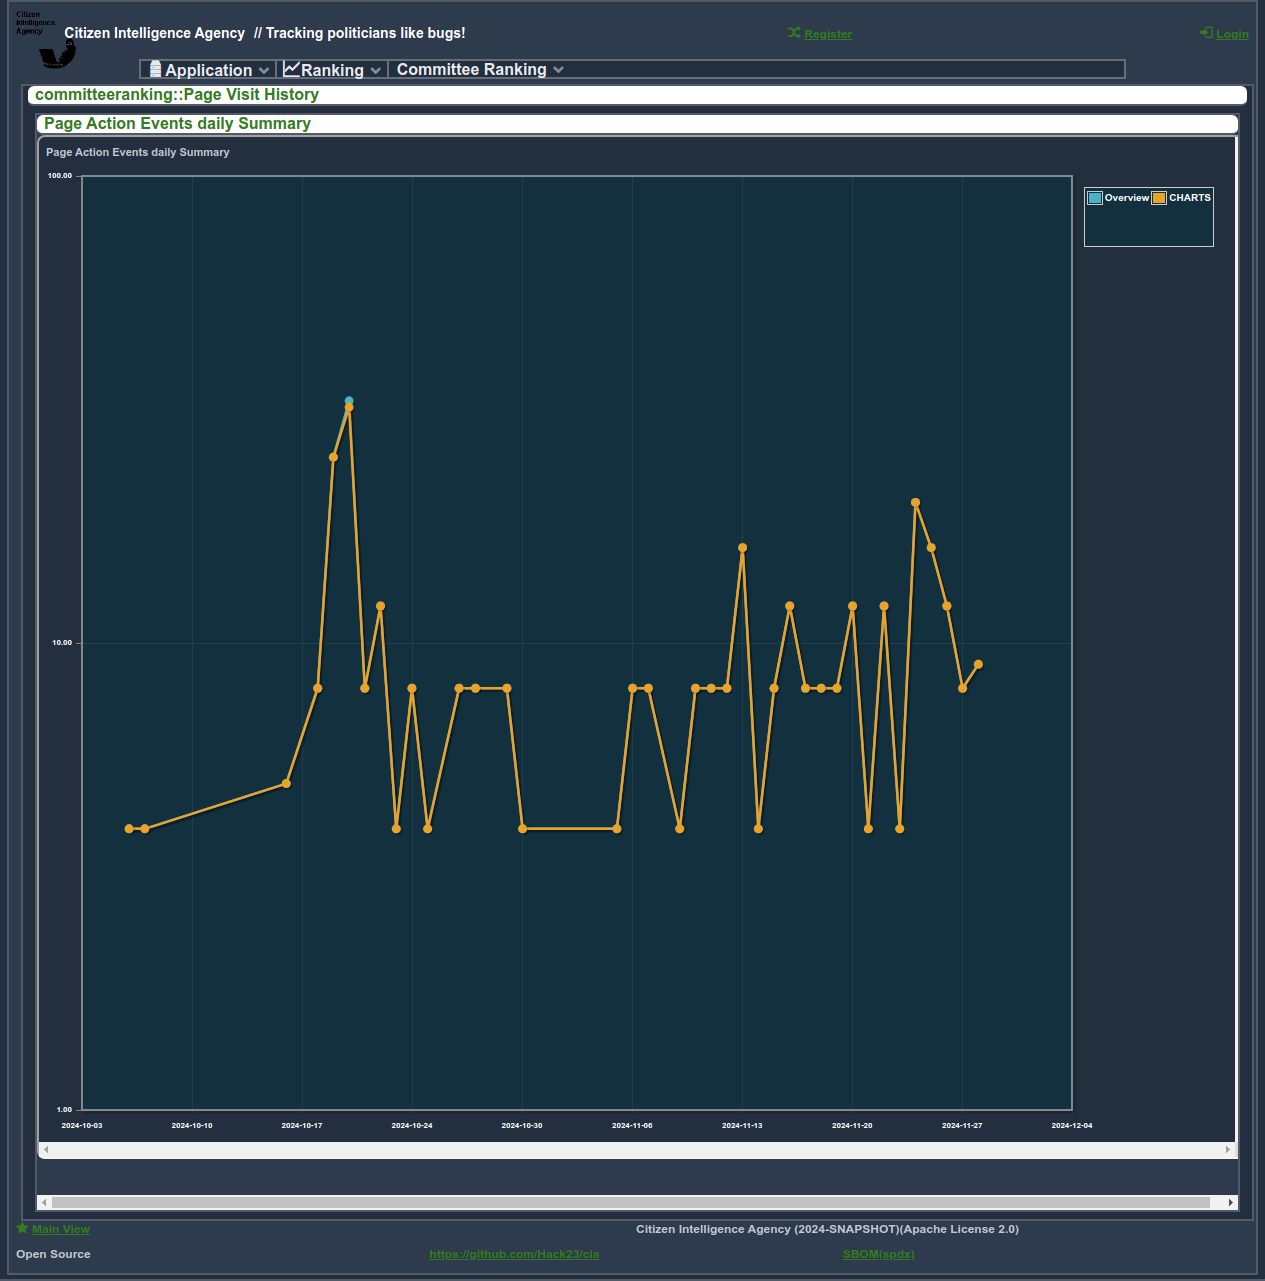 Citizen
Intelligence
Agency
Citizen Intelligence Agency // Tracking politicians like bugs!
Register
Login
Application
Ranking
Committee Ranking
committeeranking::Page Visit History
Page Action Events daily Summary
Page Action Events daily Summary
100.00
Overview
CHARTS
10.00
1.00
2024-10-03
2024-10-10
2024-10-17
2024-10-24
2024-10-30
2024-11-06
2024-11-13
2024-11-20
2024-11-27
2024-12-04
Main View
Citizen Intelligence Agency (2024-SNAPSHOT)(Apache License 2.0)
Open Source
https://github.com/Hack23/cia
SBOM(spdx)